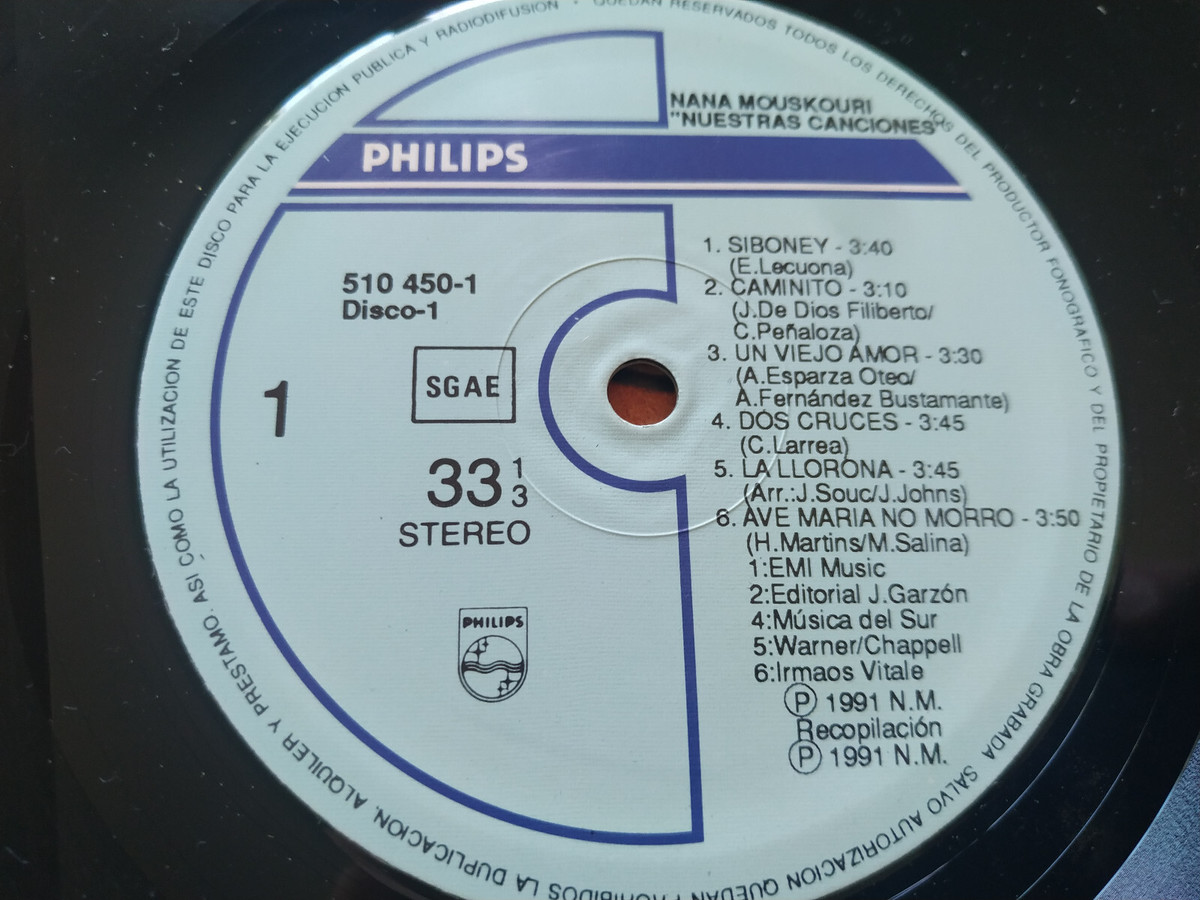 NANA MOUSKOURI
"NUESTRAS CANCIONES"
PHILIPS
510 450-1
Disco-1
1
SGAE
33 1/3
STEREO
PHILIPS
1. SIBONEY - 3:40
(E.Lecuona)
2. CAMINITO - 3:10
(J.De Dios Filiberto/
C.Peñaloza)
3. UN VIEJO AMOR - 3:30
(A.Esparza Oteo/
A.Fernández Bustamante)
4. DOS CRUCES - 3:45
(C.Larrea)
5. LA LLORONA - 3:45
(Arr.:J.Souc/J.Johns)
6. AVE MARIA NO MORRO - 3:50
(H.Martins/M.Salina)
1:EMI Music
2:Editorial J.Garzón
4:Música del Sur
5:Warner/Chappell
6:Irmaos Vitale
Ⓟ 1991 N.M.
Recopilación
Ⓟ 1991 N.M.
QUEDAN RESERVADOS TODOS LOS DERECHOS DEL PRODUCTOR FONOGRAFICO Y DEL PROPIETARIO DE LA OBRA GRABADA SALVO AUTORIZACION QUEDAN PROHIBIDOS LA DUPLICACION, ALQUILER Y PRESTAMO, ASI COMO LA UTILIZACION DE ESTE DISCO PARA LA EJECUCION PUBLICA Y RADIODIFUSION